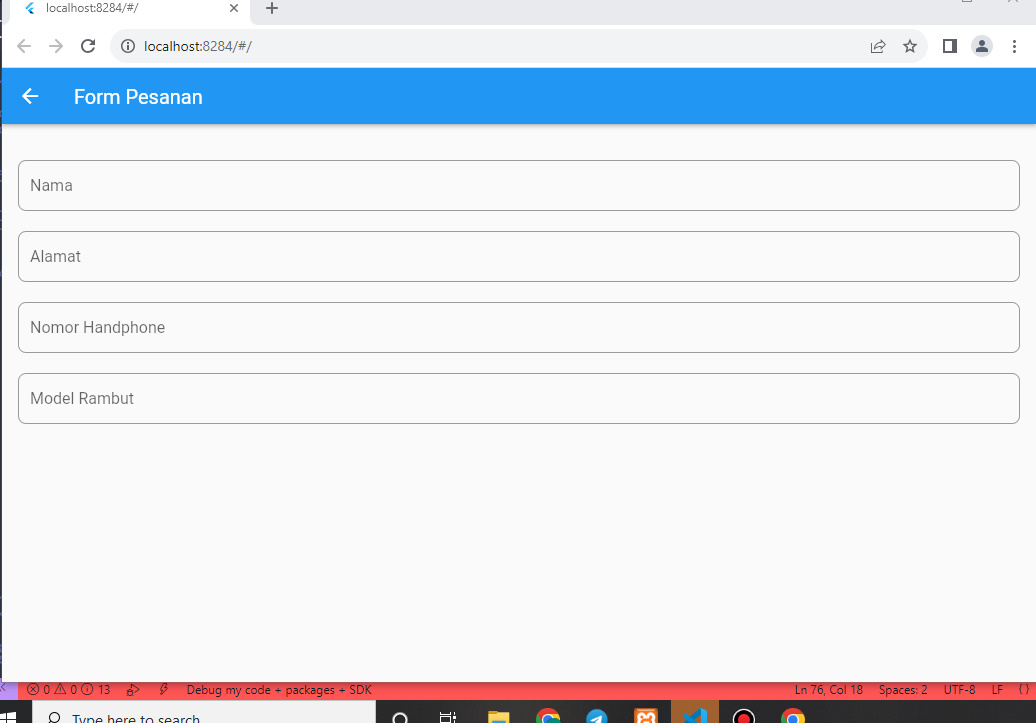 localhost:8284/#/
localhost:8284/#/
Form Pesanan
Nama
Alamat
Nomor Handphone
Model Rambut
0 0 13 Debug my code + packages + SDK Ln 76, Col 18 Spaces: 2 UTF-8 LF { }
Type here to search